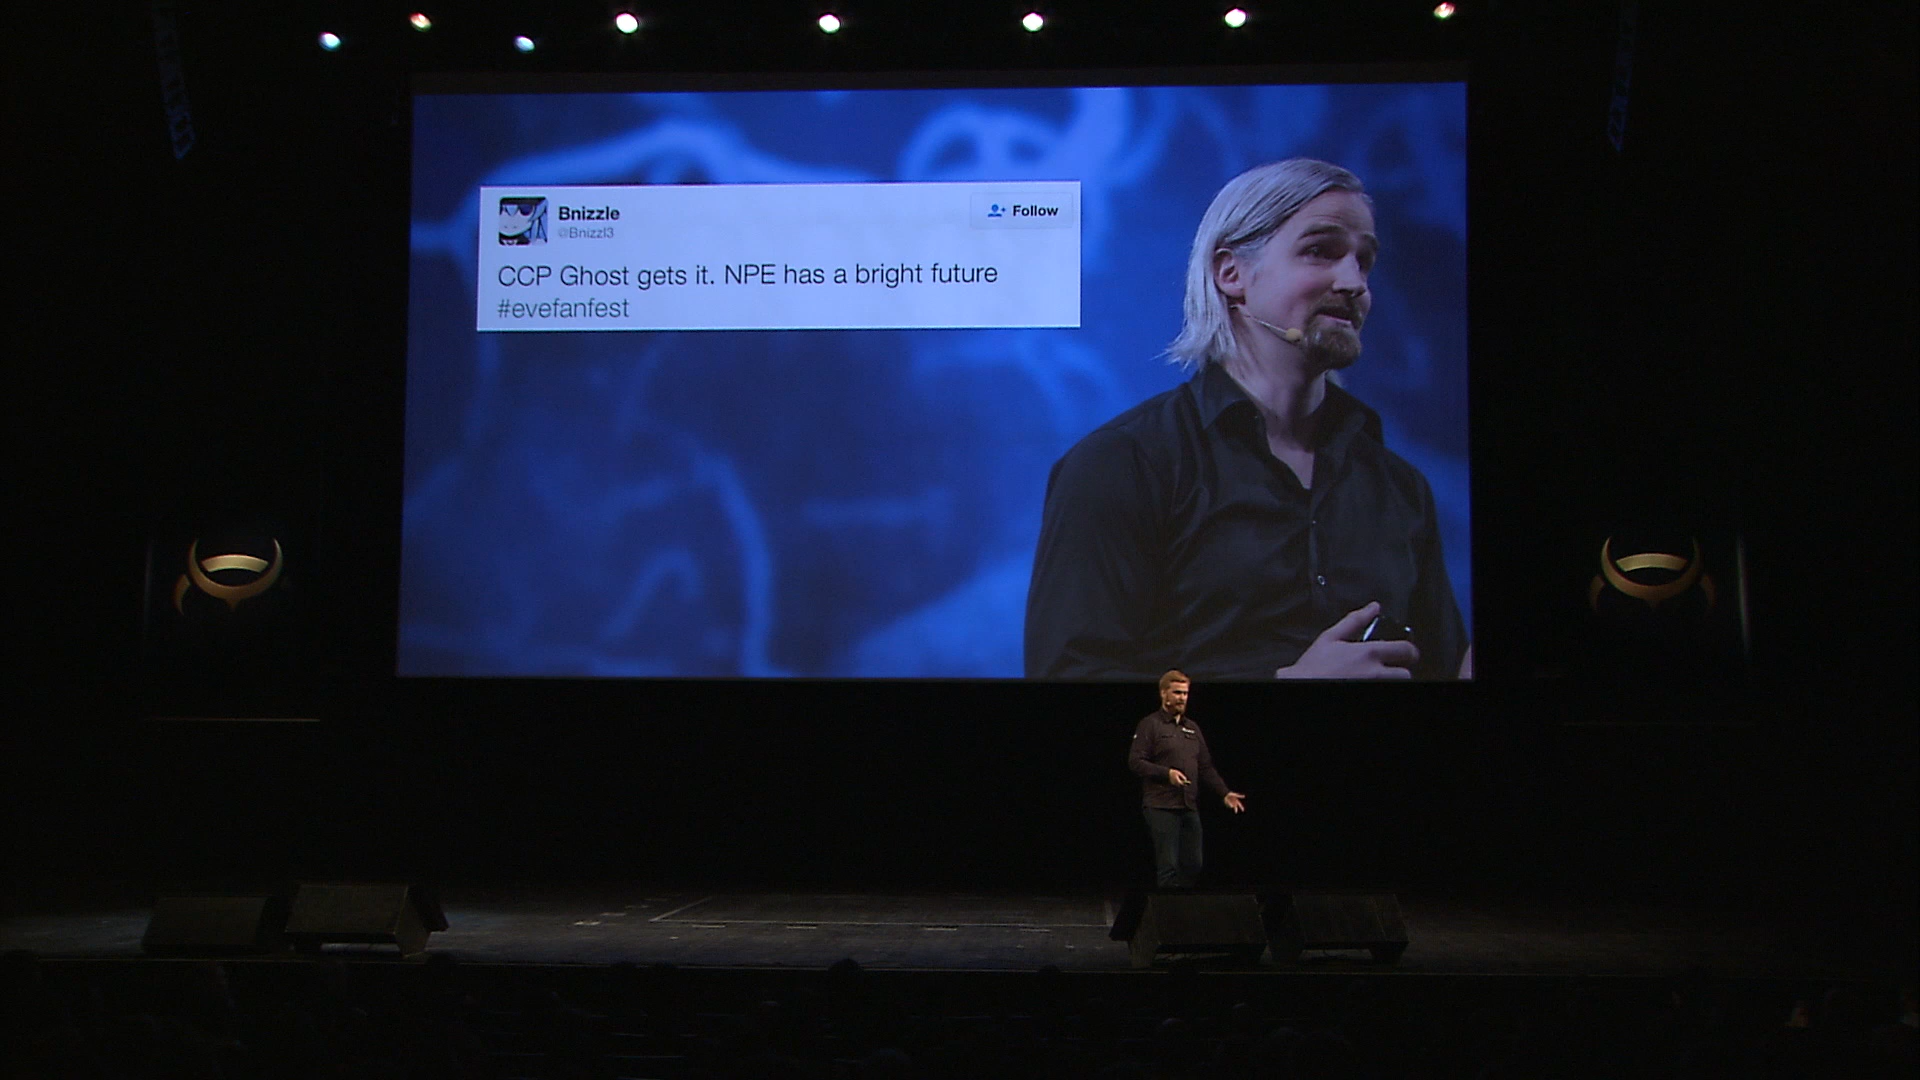 Bnizzle
@Bnizzl3
Follow
CCP Ghost gets it. NPE has a bright future
#evefanfest